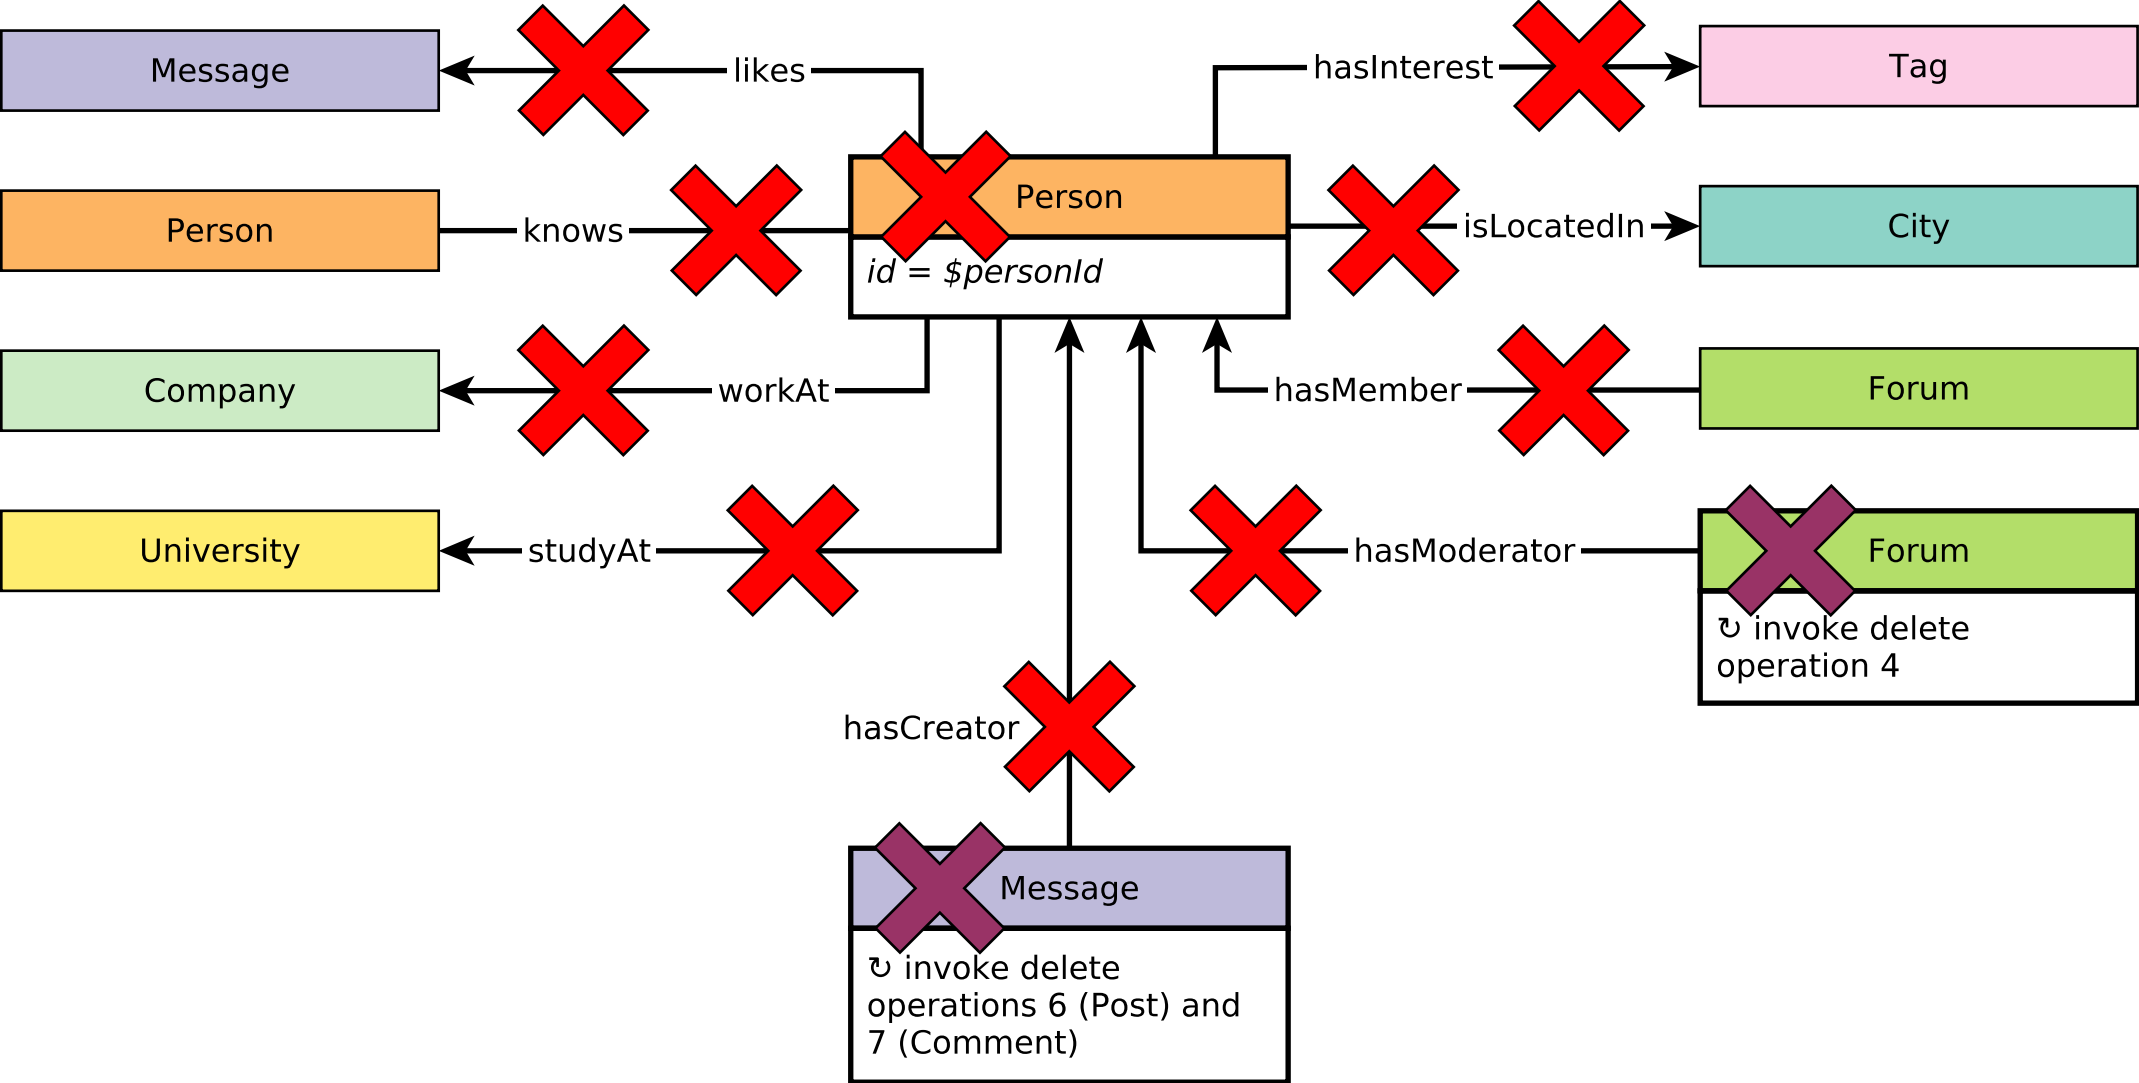 Message
likes
hasInterest
Tag
Person
knows
Person
id = $personId
isLocatedIn
City
Company
workAt
hasMember
Forum
University
studyAt
hasModerator
Forum
↻ invoke delete
operation 4
hasCreator
Message
↻ invoke delete
operations 6 (Post) and
7 (Comment)